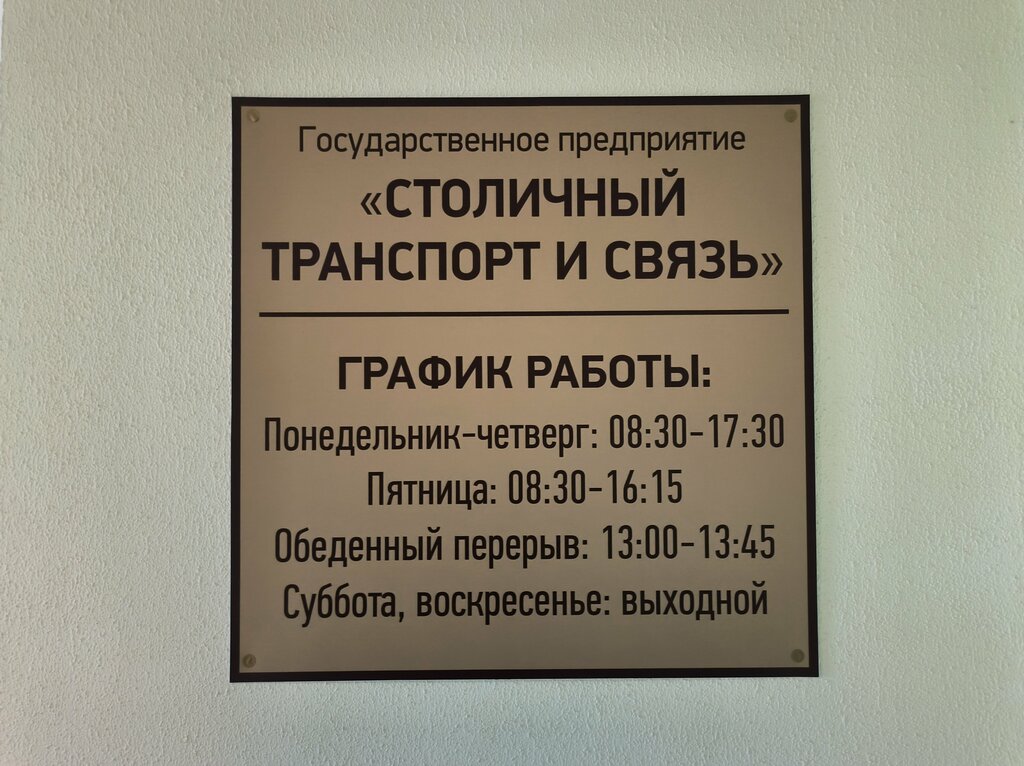 Государственное предприятие
«СТОЛИЧНЫЙ
ТРАНСПОРТ И СВЯЗЬ»
ГРАФИК РАБОТЫ:
Понедельник-четверг: 08:30-17:30
Пятница: 08:30-16:15
Обеденный перерыв: 13:00-13:45
Суббота, воскресенье: выходной